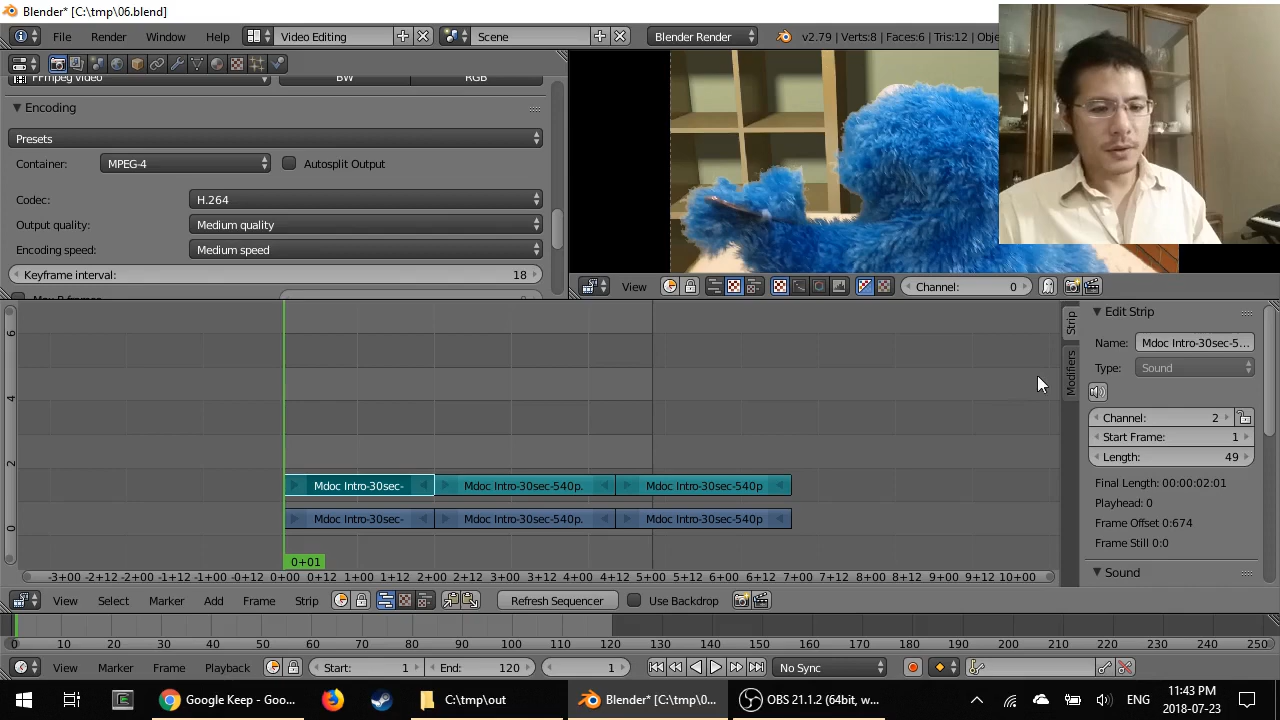 Blender* [C:\tmp\06.blend]
File Render Window Help Video Editing Scene Blender Render v2.79 | Verts:8 | Faces:6 | Tris:12 | Obje
FFmpeg video BW RGB
Encoding
Presets
Container: MPEG-4 Autosplit Output
Codec: H.264
Output quality: Medium quality
Encoding speed: Medium speed
Keyframe interval: 18
View Channel: 0
6
4
2
0
Mdoc Intro-30sec- Mdoc Intro-30sec-540p. Mdoc Intro-30sec-540p
Mdoc Intro-30sec- Mdoc Intro-30sec-540p. Mdoc Intro-30sec-540p
0+01
-3+00 -2+12 -2+00 -1+12 -1+00 -0+12 0+00 0+12 1+00 1+12 2+00 2+12 3+00 3+12 4+00 4+12 5+00 5+12 6+00 6+12 7+00 7+12 8+00 8+12 9+00 9+12 10+00
Strip
Modifiers
Edit Strip
Name: Mdoc Intro-30sec-5...
Type: Sound
Channel: 2
Start Frame: 1
Length: 49
Final Length: 00:00:02:01
Playhead: 0
Frame Offset 0:674
Frame Still 0:0
Sound
View Select Marker Add Frame Strip Refresh Sequencer Use Backdrop
0 10 20 30 40 50 60 70 80 90 100 110 120 130 140 150 160 170 180 190 200 210 220 230 240 250
View Marker Frame Playback Start: 1 End: 120 1 No Sync
Google Keep - Goo... C:\tmp\out Blender* [C:\tmp\0... OBS 21.1.2 (64bit, w... ENG 11:43 PM
2018-07-23